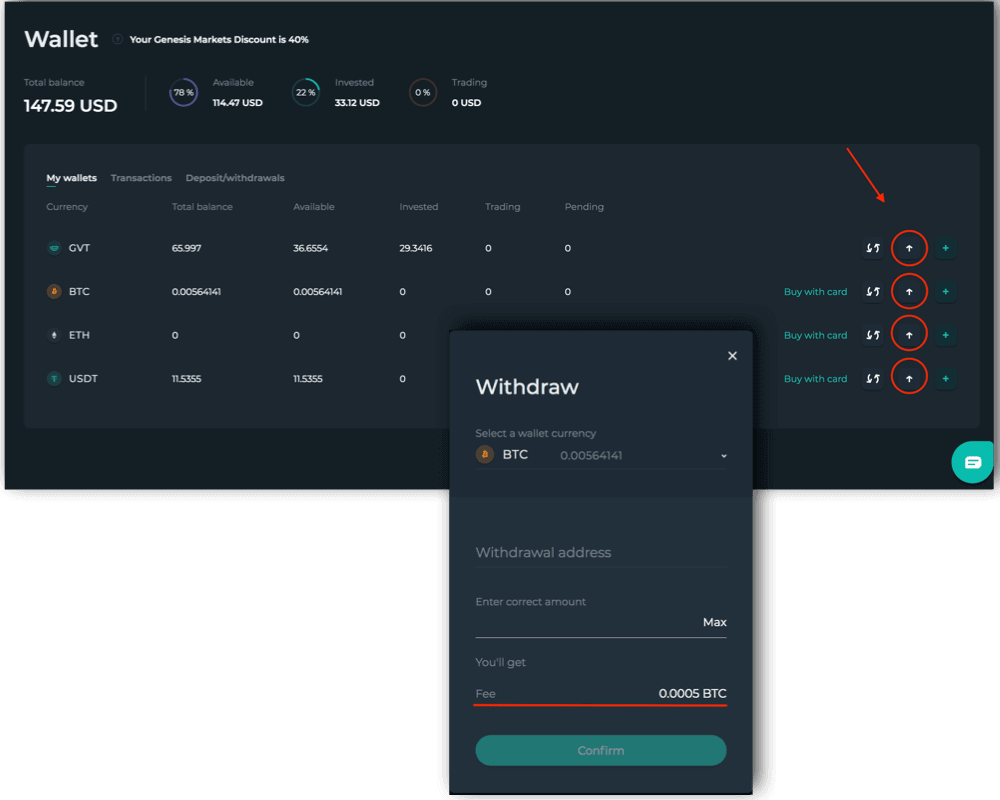 Wallet Your Genesis Markets Discount is 40%
Total balance
147.59 USD
78 %
Available
114.47 USD
22 %
Invested
33.12 USD
0 %
Trading
0 USD
My wallets Transactions Deposit/withdrawals
Currency Total balance Available Invested Trading Pending
GVT 65.997 36.6554 29.3416 0 0
BTC 0.00564141 0.00564141 0 0 0 Buy with card
ETH 0 0 0 Buy with card
USDT 11.5355 11.5355 0 Buy with card
Withdraw
Select a wallet currency
BTC 0.00564141
Withdrawal address
Enter correct amount
Max
You'll get
Fee 0.0005 BTC
Confirm